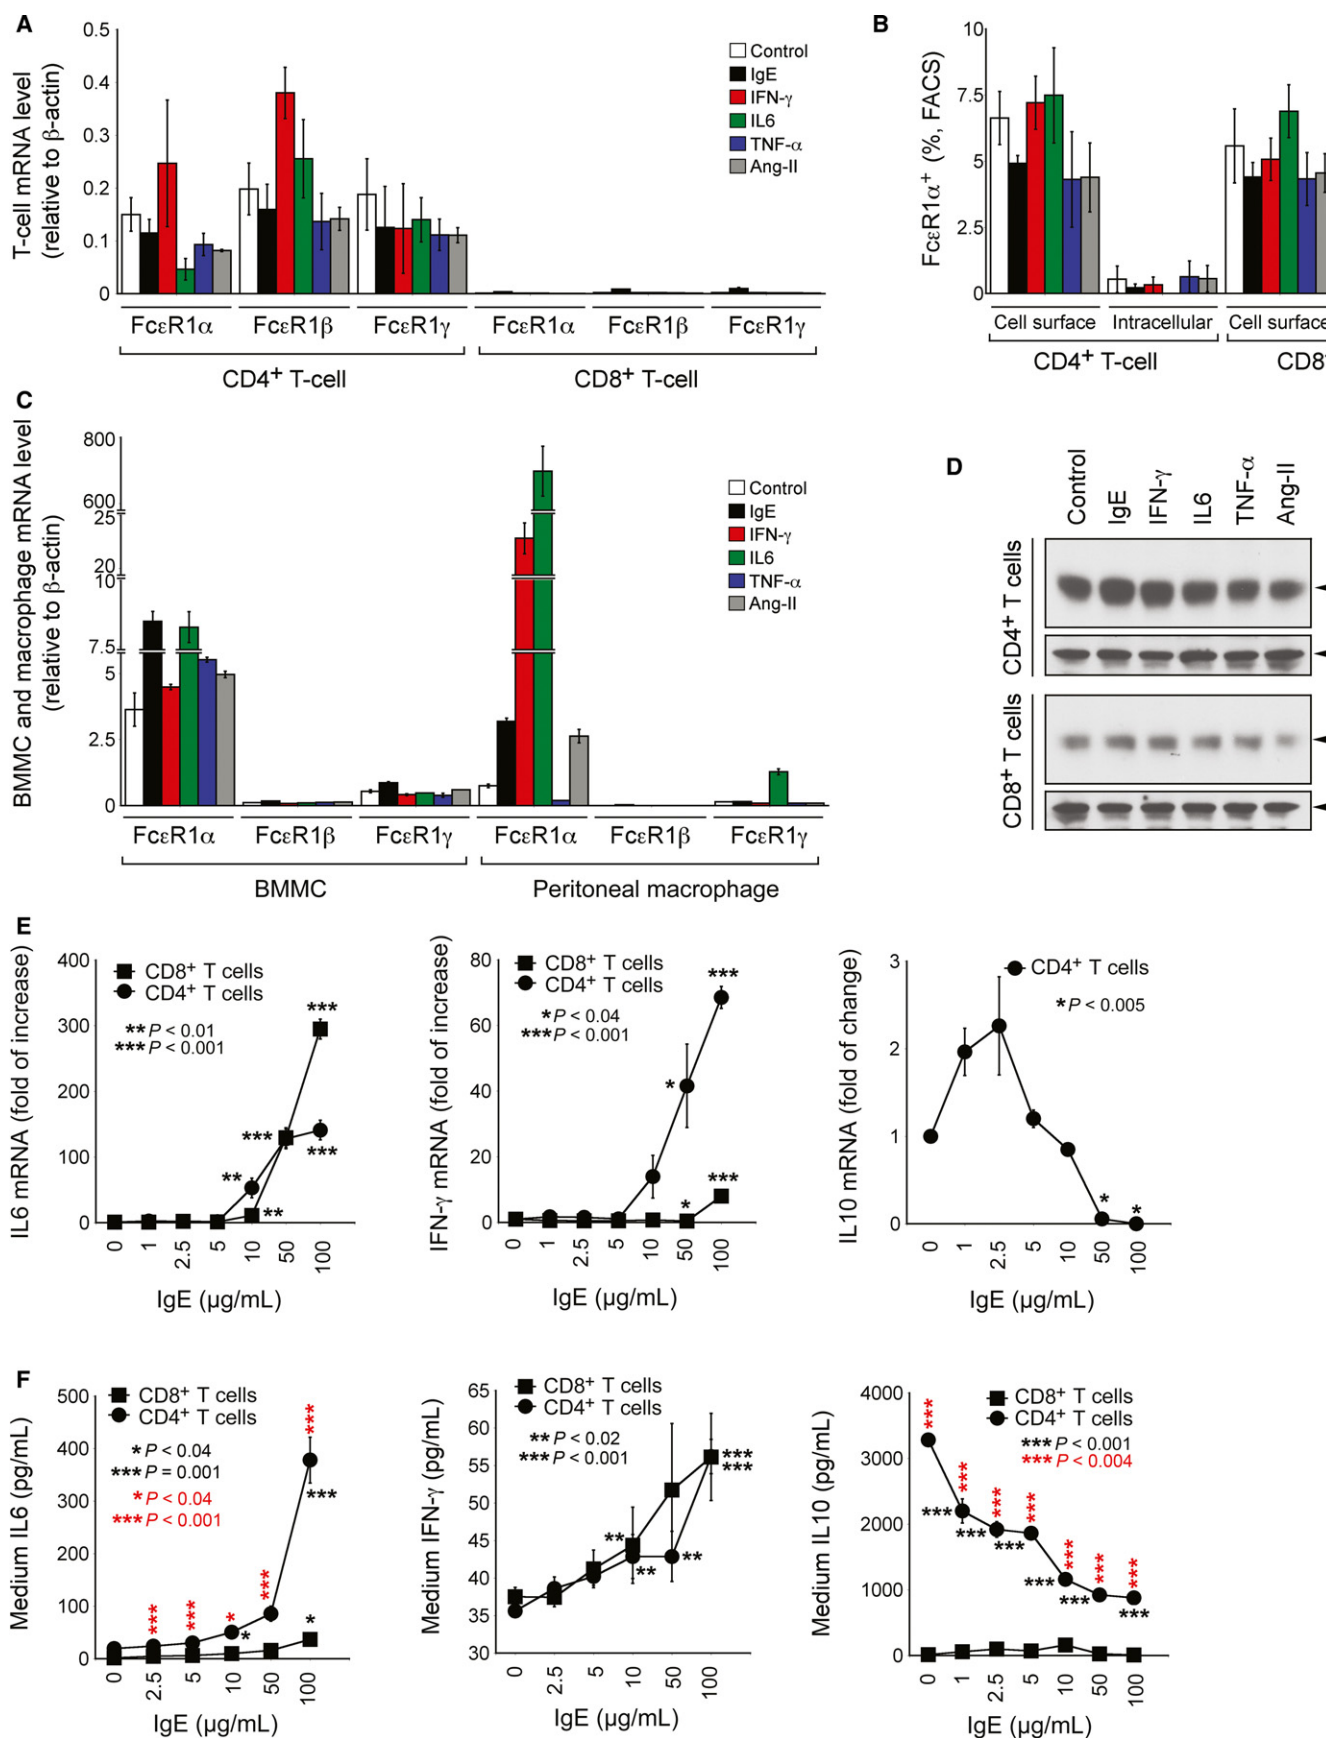 A
T-cell mRNA level
(relative to β-actin)
0.5
0.4
0.3
0.2
0.1
0
Control
IgE
IFN-γ
IL6
TNF-α
Ang-II
FcεR1α FcεR1β FcεR1γ FcεR1α FcεR1β FcεR1γ
CD4+ T-cell CD8+ T-cell
B
FcεR1α+ (%, FACS)
10
7.5
5
2.5
0
Cell surface Intracellular Cell surface
CD4+ T-cell CD8
C
BMMC and macrophage mRNA level
(relative to β-actin)
800
600
25
20
10
7.5
5
2.5
0
Control
IgE
IFN-γ
IL6
TNF-α
Ang-II
FcεR1α FcεR1β FcεR1γ FcεR1α FcεR1β FcεR1γ
BMMC Peritoneal macrophage
D
Control IgE IFN-γ IL6 TNF-α Ang-II
CD4+ T cells
CD8+ T cells
E
IL6 mRNA (fold of increase)
400
300
200
100
0
CD8+ T cells
CD4+ T cells
**P < 0.01
***P < 0.001
***
***
**
***
**
0 1 2.5 5 10 50 100
IgE (µg/mL)
IFN-γ mRNA (fold of increase)
80
60
40
20
0
CD8+ T cells
CD4+ T cells
*P < 0.04
***P < 0.001
***
*
***
*
0 1 2.5 5 10 50 100
IgE (µg/mL)
IL10 mRNA (fold of change)
3
2
1
0
CD4+ T cells
*P < 0.005
* *
0 1 2.5 5 10 50 100
IgE (µg/mL)
F
Medium IL6 (pg/mL)
500
400
300
200
100
0
CD8+ T cells
CD4+ T cells
*P < 0.04
***P = 0.001
*P < 0.04
***P < 0.001
***
***
*** *** * ***
* *
0 2.5 5 10 50 100
IgE (µg/mL)
Medium IFN-γ (pg/mL)
65
60
55
50
45
40
35
30
CD8+ T cells
CD4+ T cells
**P < 0.02
***P < 0.001
***
***
**
** **
0 2.5 5 10 50 100
IgE (µg/mL)
Medium IL10 (pg/mL)
4000
3000
2000
1000
0
CD8+ T cells
CD4+ T cells
***P < 0.001
***P < 0.004
*** *** *** *** *** *** ***
*** *** *** *** *** ***
0 1 2.5 5 10 50 100
IgE (µg/mL)